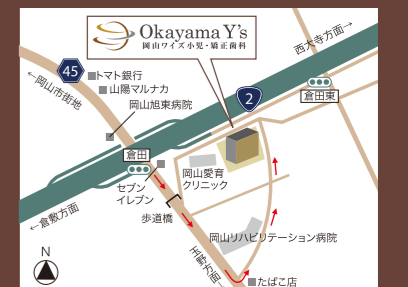 Okayama Y's
岡山ワイズ小児・矯正歯科
西大寺方面→
45
トマト銀行
山陽マルナカ
←岡山市街地
岡山旭東病院
2
倉田東
倉田
セブン
イレブン
岡山愛育
クリニック
←倉敷方面
歩道橋
岡山リハビリテーション病院
玉野方面→
N
たばこ店